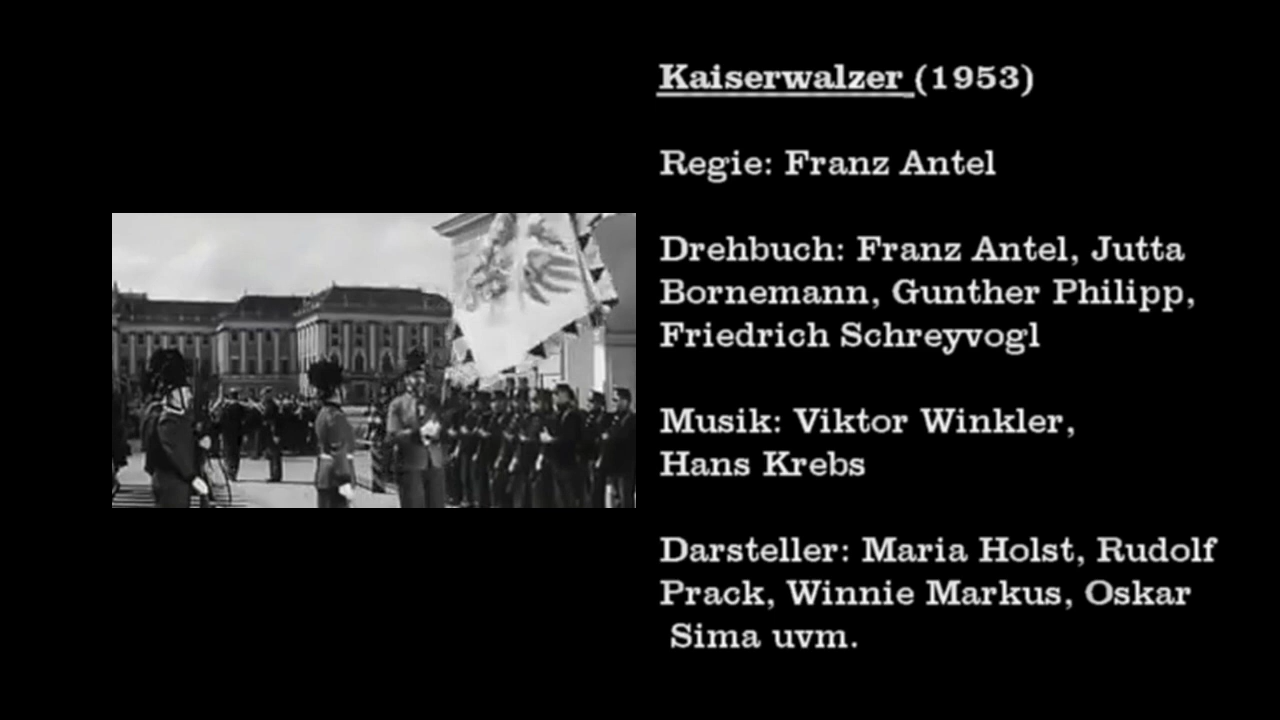 Kaiserwalzer (1953)
Regie: Franz Antel
Drehbuch: Franz Antel, Jutta
Bornemann, Gunther Philipp,
Friedrich Schreyvogl
Musik: Viktor Winkler,
Hans Krebs
Darsteller: Maria Holst, Rudolf
Prack, Winnie Markus, Oskar
Sima uvm.